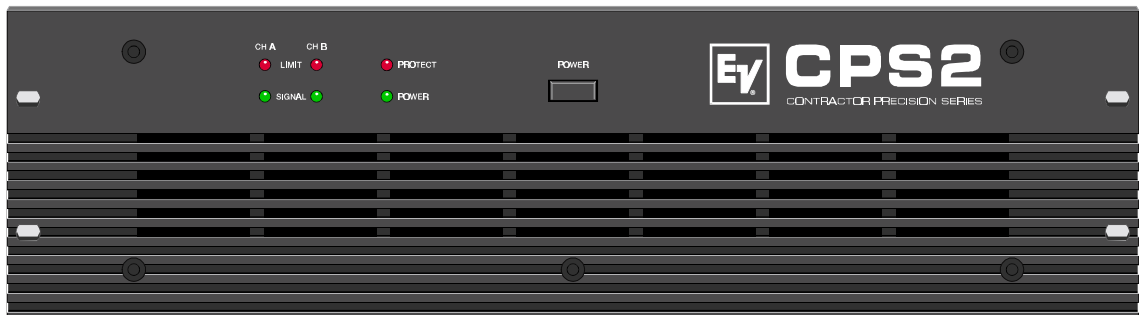 CH A CH B
LIMIT PROTECT POWER
SIGNAL POWER
EV®
CPS2
CONTRACTOR PRECISION SERIES